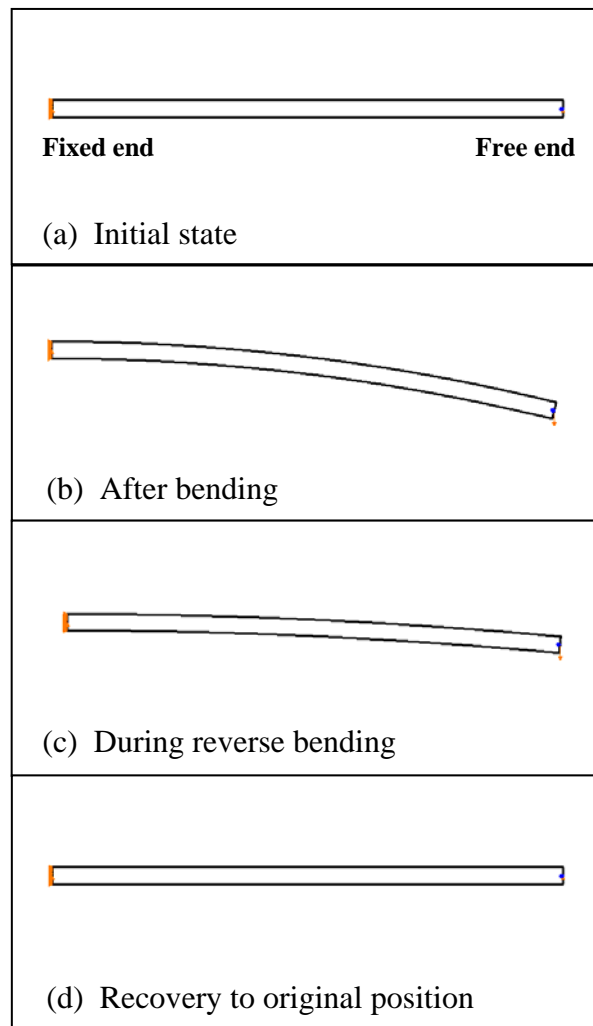 Fixed end Free end
(a) Initial state
(b) After bending
(c) During reverse bending
(d) Recovery to original position